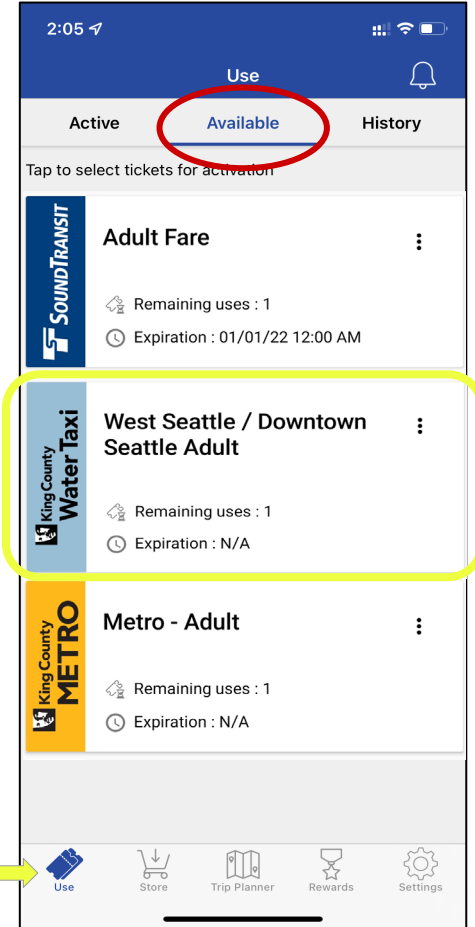 2:05
Use
Active Available History
Tap to select tickets for activation
SOUNDTRANSIT
Adult Fare
Remaining uses : 1
Expiration : 01/01/22 12:00 AM
King County
Water Taxi
West Seattle / Downtown
Seattle Adult
Remaining uses : 1
Expiration : N/A
King County
METRO
Metro - Adult
Remaining uses : 1
Expiration : N/A
Use Store Trip Planner Rewards Settings